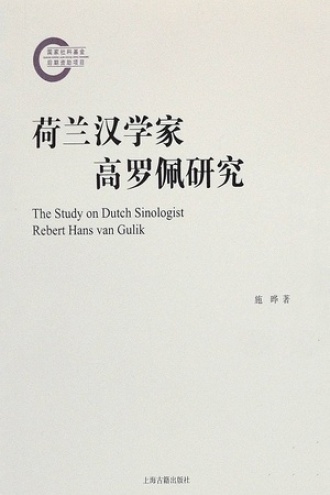 国家社科基金
后期资助项目
荷兰汉学家
高罗佩研究
The Study on Dutch Sinologist
Rebert Hans van Gulik
施 晔 著
上海古籍出版社